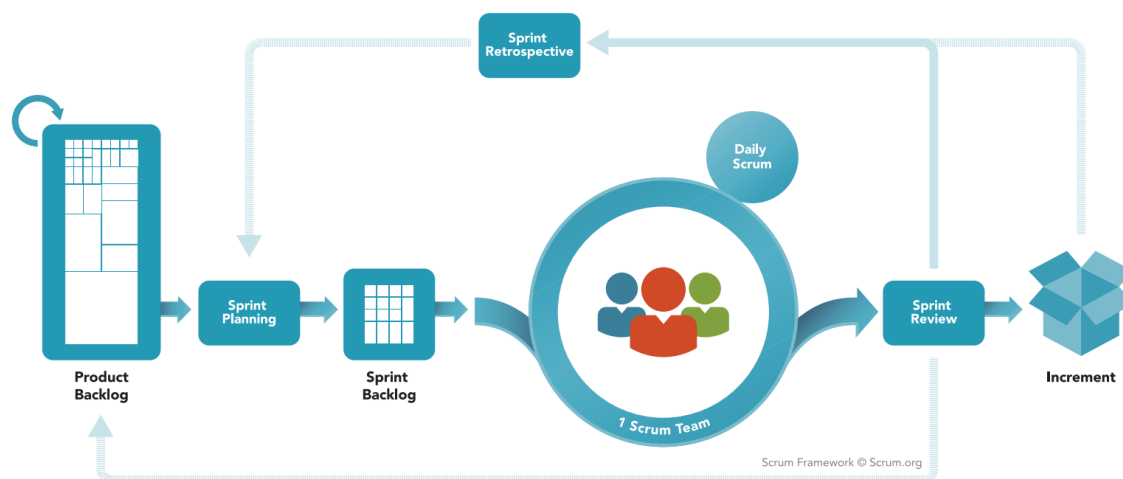 Sprint
Retrospective
Daily
Scrum
Sprint
Planning
Sprint
Review
Product
Backlog
Sprint
Backlog
Increment
1 Scrum Team
Scrum Framework © Scrum.org